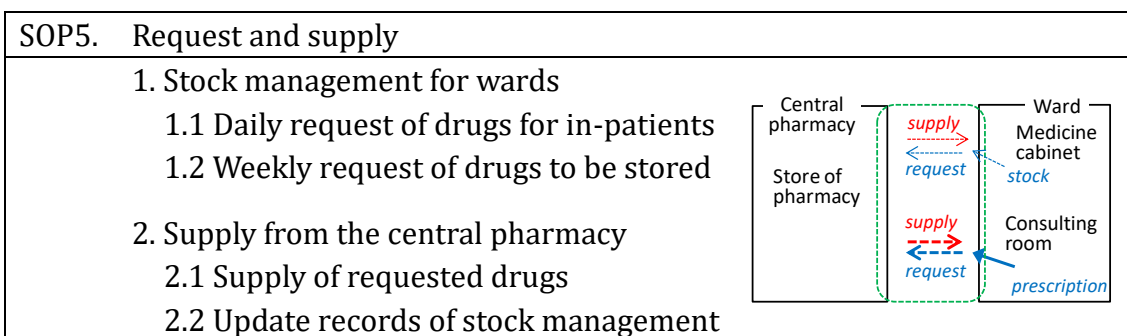 SOP5. Request and supply
1. Stock management for wards
1.1 Daily request of drugs for in-patients
1.2 Weekly request of drugs to be stored
2. Supply from the central pharmacy
2.1 Supply of requested drugs
2.2 Update records of stock management
Central
pharmacy
Store of
pharmacy
supply
request
supply
request
Ward
Medicine
cabinet
stock
Consulting
room
prescription